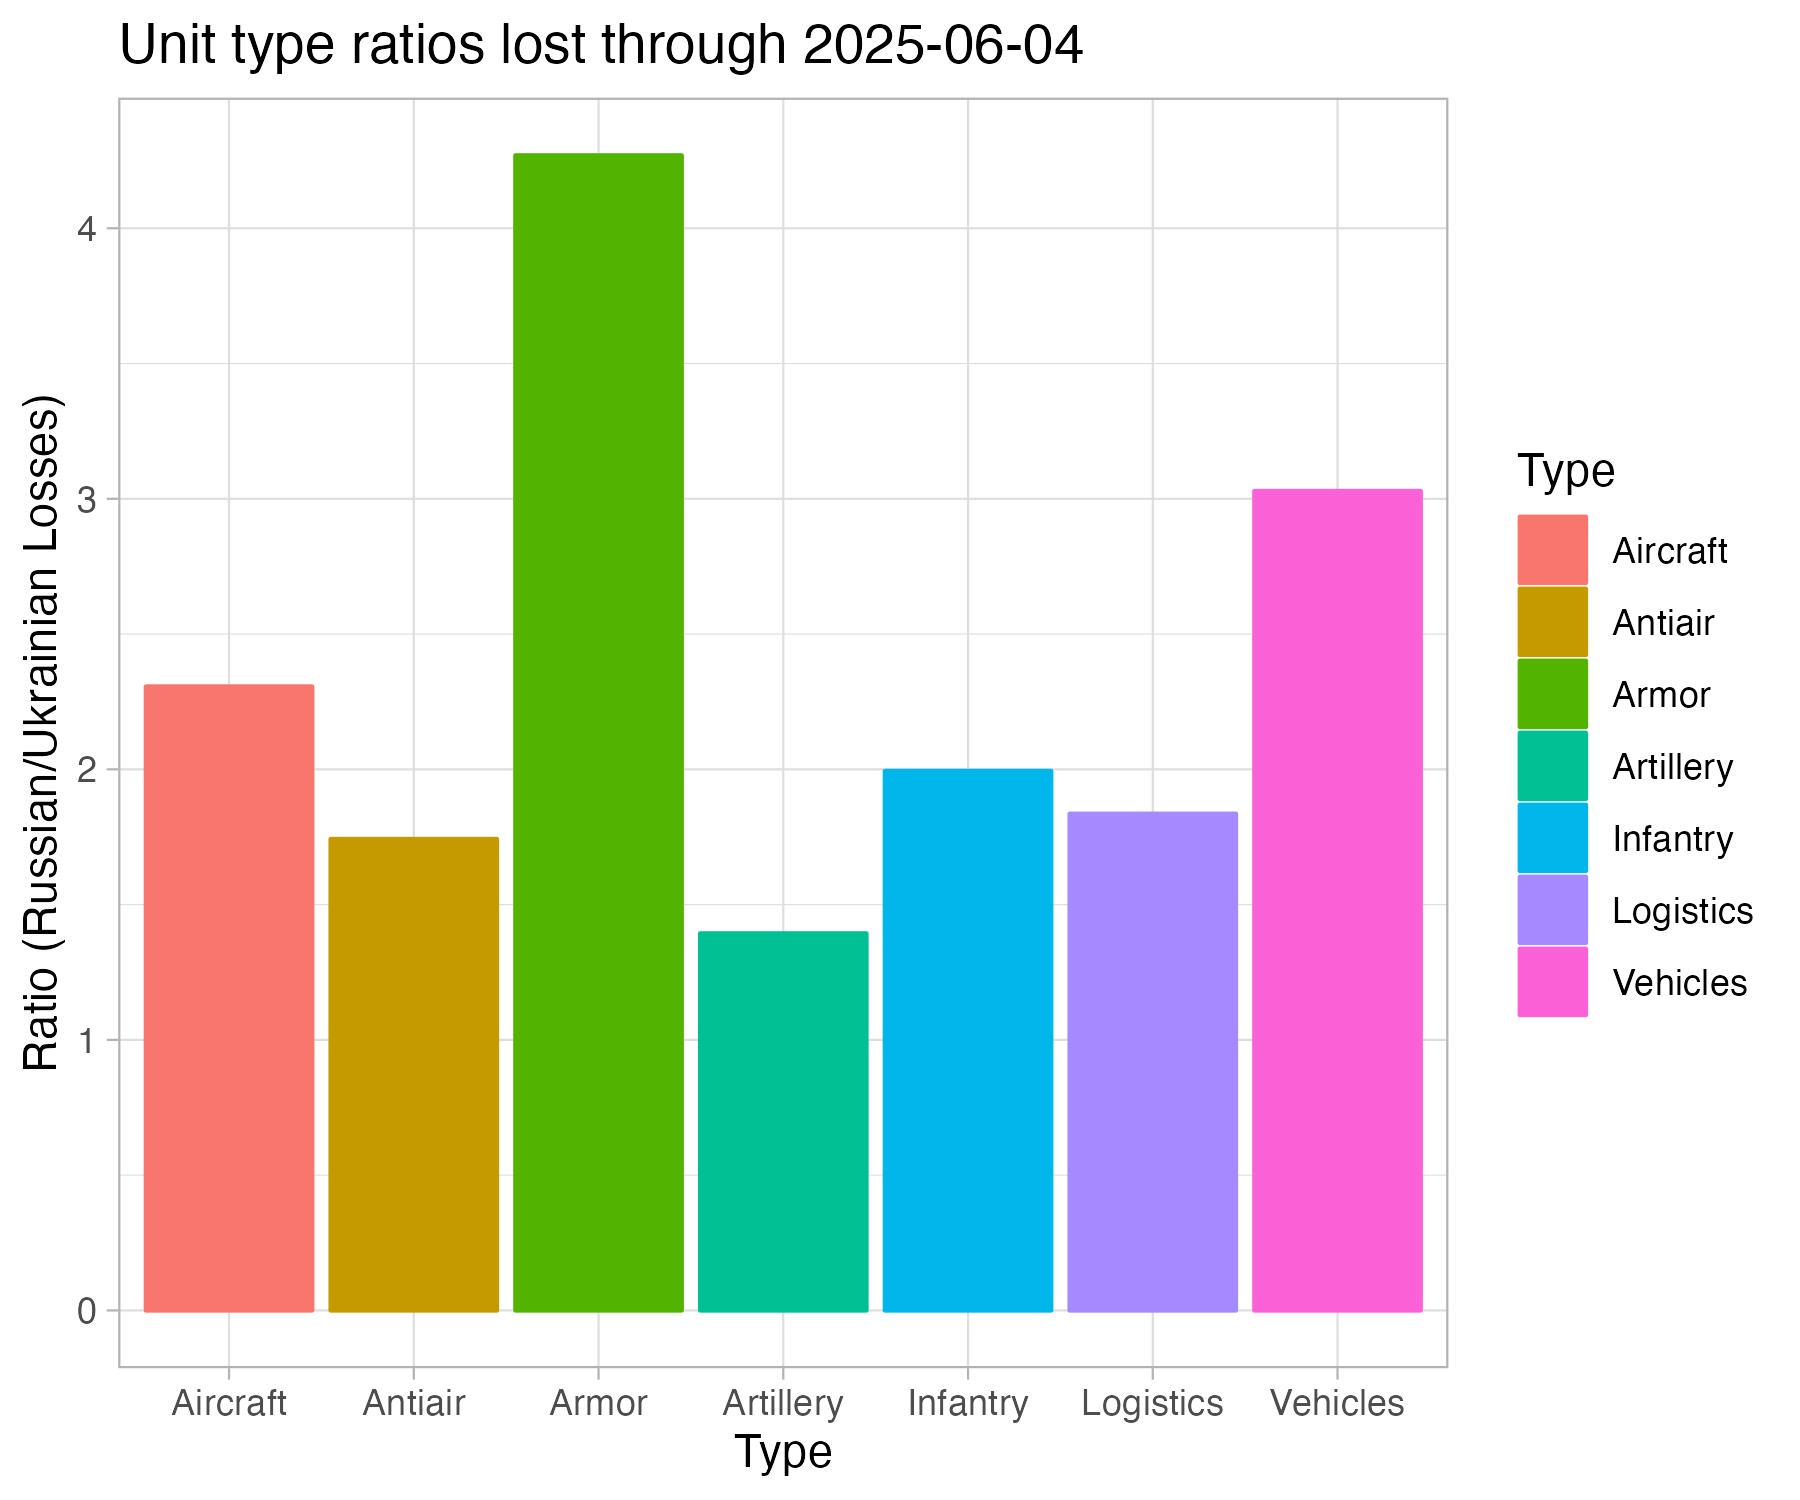 Unit type ratios lost through 2025-06-04
Ratio (Russian/Ukrainian Losses)
4
3
2
1
0
Aircraft
Antiair
Armor
Artillery
Infantry
Logistics
Vehicles
Type
Type
Aircraft
Antiair
Armor
Artillery
Infantry
Logistics
Vehicles